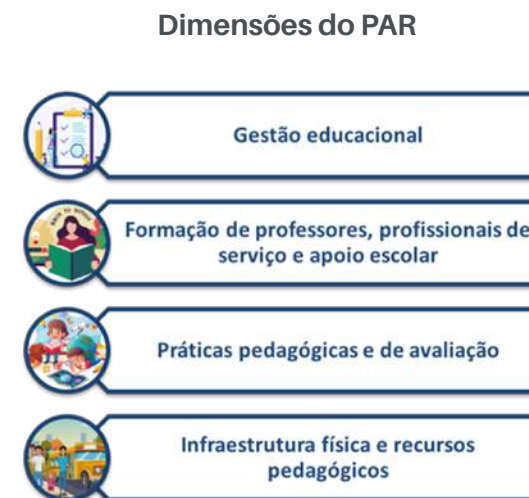 Dimensões do PAR
Gestão educacional
Formação de professores, profissionais de
serviço e apoio escolar
Práticas pedagógicas e de avaliação
Infraestrutura física e recursos
pedagógicos